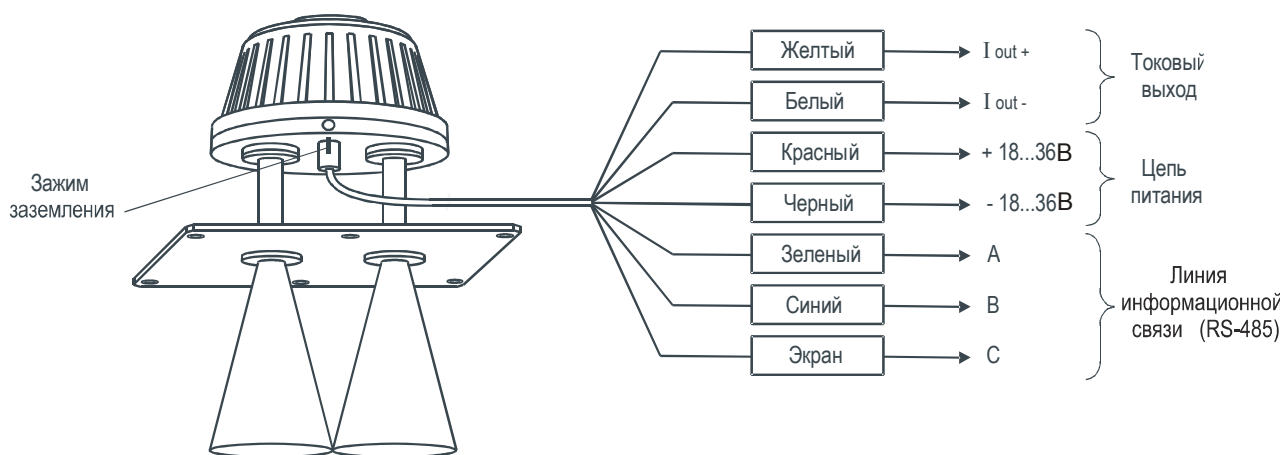 Желтый
I out +
Белый
I out -
Токовый
выход
Красный
+ 18...36В
Черный
- 18...36В
Цепь
питания
Зажим
заземления
Зеленый
A
Синий
B
Экран
C
Линия
информационной
связи (RS-485)